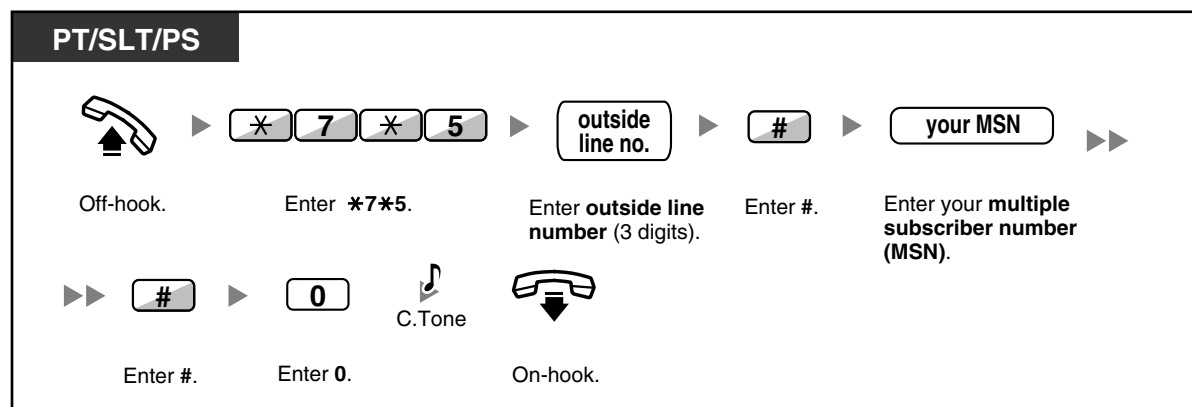 PT/SLT/PS
* 7 * 5
outside line no.
#
your MSN
Off-hook.
Enter *7*5.
Enter outside line
number (3 digits).
Enter #.
Enter your multiple
subscriber number
(MSN).
#
0
C.Tone
Enter #.
Enter 0.
On-hook.